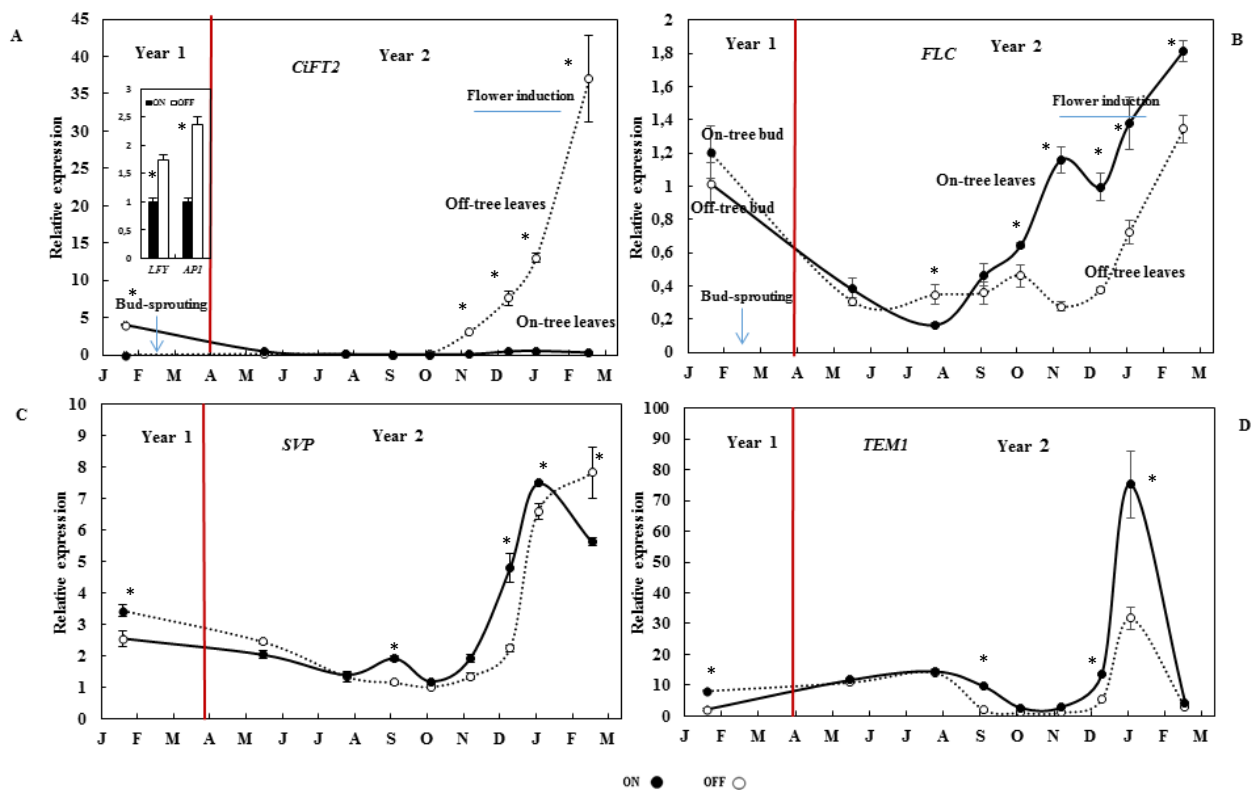 A
45
40
35
30
25
20
15
10
5
0
Relative expression
Year 1
CiFT2
Year 2
3
2,5
2
1,5
1
0,5
0
ON OFF
*
*
LFY AP1
Flower induction
Off-tree leaves
On-tree leaves
Bud-sprouting
*
*
*
*
*
J F M A J J A S O N D J F M
B
2
1,8
1,6
1,4
1,2
1
0,8
0,6
0,4
0,2
0
Relative expression
Year 1
FLC
Year 2
Flower induction
On-tree bud
Off-tree bud
On-tree leaves
Off-tree leaves
Bud-sprouting
*
*
*
*
*
*
J F M A J J A S O N D J F M
C
10
9
8
7
6
5
4
3
2
1
0
Relative expression
Year 1
SVP
Year 2
*
*
*
*
*
J F M A J J A S O N D J F M
D
100
90
80
70
60
50
40
30
20
10
0
Relative expression
Year 1
TEM1
Year 2
*
*
*
*
J F M A J J A S O N D J F M
ON OFF